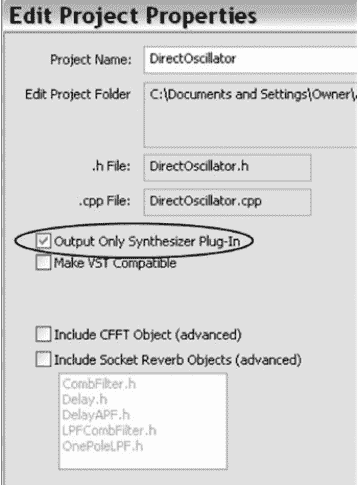 Edit Project Properties
Project Name: DirectOscillator
Edit Project Folder C:\Documents and Settings\Owner\
.h File: DirectOscillator.h
.cpp File: DirectOscillator.cpp
Output Only Synthesizer Plug-In
Make VST Compatible
Include CFFT Object (advanced)
Include Socket Reverb Objects (advanced)
CombFilter.h
Delay.h
DelayAPF.h
LPFCombFilter.h
OnePoleLPF.h